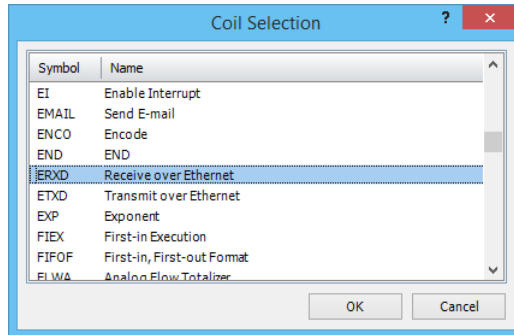 Coil Selection ?
Symbol Name
EI Enable Interrupt
EMAIL Send E-mail
ENCO Encode
END END
ERXD Receive over Ethernet
ETXD Transmit over Ethernet
EXP Exponent
FIEX First-in Execution
FIFOF First-in, First-out Format
FLWA Analog Flow Totalizer
OK Cancel